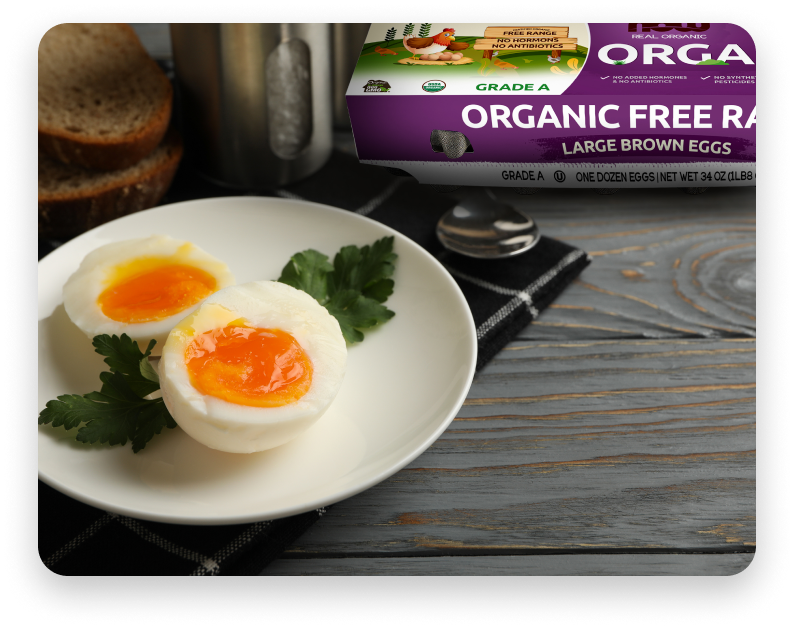 FREE RANGE
NO HORMONS
NO ANTIBIOTICS
REAL ORGANIC
ORGA
NO ADDED HORMONES
& NO ANTIBIOTICS
NO SYNTHE
PESTICIDES
GRADE A
ORGANIC FREE RA
LARGE BROWN EGGS
GRADE A
ONE DOZEN EGGS | NET WET 34 OZ (1LB8